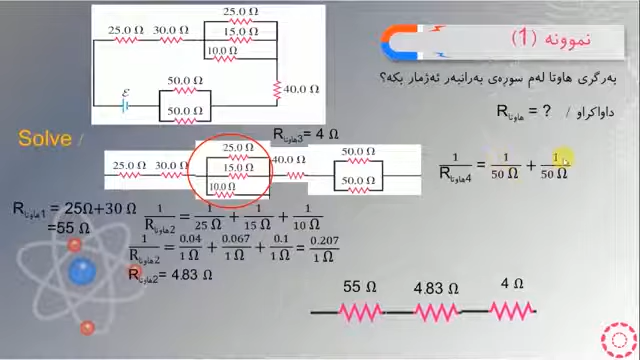 نموونه (1)
بەرگری هاوتا لەم سورەی بەرانبەر ئەژمار بکە؟
داواکراو / Rهاوتا = ?
25.0 Ω
25.0 Ω 30.0 Ω 15.0 Ω
10.0 Ω
40.0 Ω
50.0 Ω
ℰ
50.0 Ω
Solve /
Rهاوتا3= 4 Ω
25.0 Ω 50.0 Ω
25.0 Ω 30.0 Ω 15.0 Ω 40.0 Ω
10.0 Ω 50.0 Ω
1/Rهاوتا4 = 1/50 Ω + 1/50 Ω
Rهاوتا1 = 25Ω+30 Ω
=55 Ω
1/Rهاوتا2 = 1/25 Ω + 1/15 Ω + 1/10 Ω
1/Rهاوتا2 = 0.04/1 Ω + 0.067/1 Ω + 0.1/1 Ω = 0.207/1 Ω
Rهاوتا2= 4.83 Ω
55 Ω 4.83 Ω 4 Ω